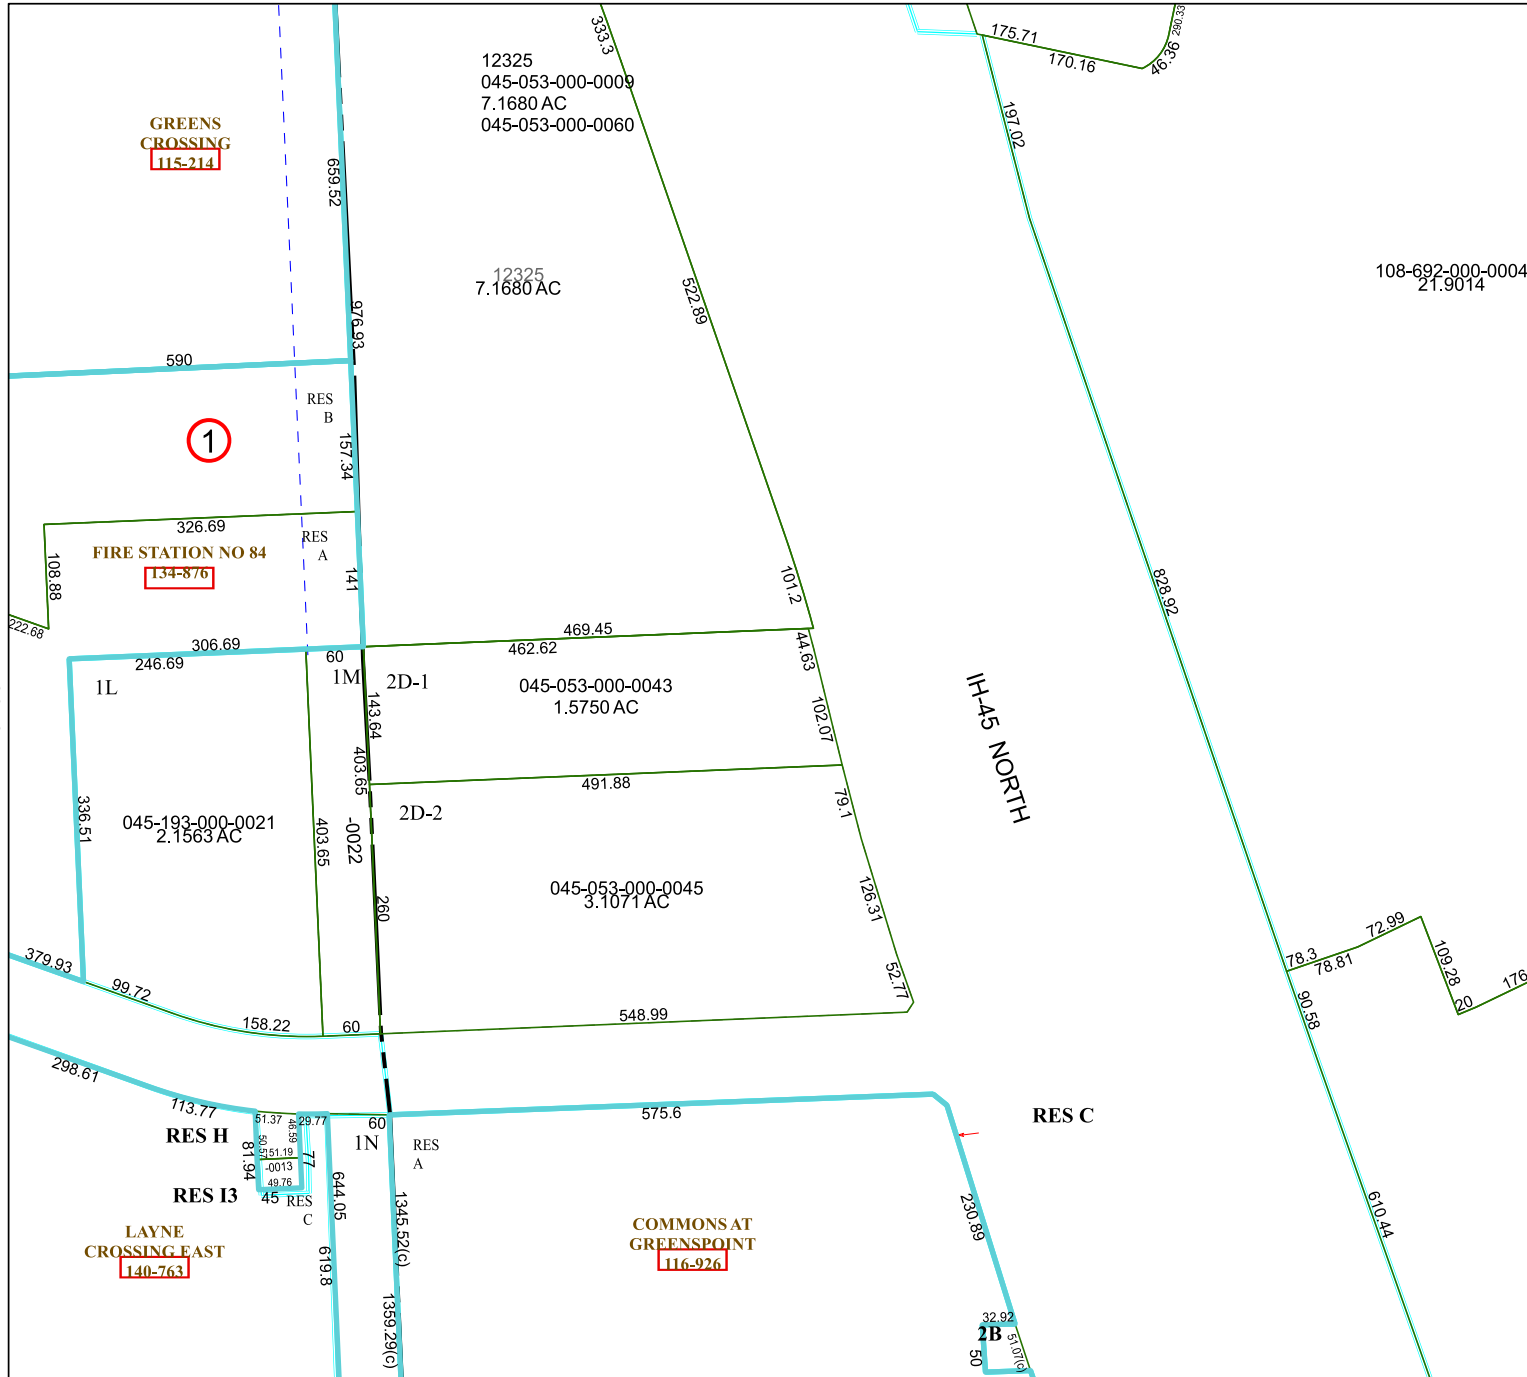 333.3
175.71
170.16
46.36
290.33
12325
045-053-000-0009
7.1680 AC
045-053-000-0060
GREENS
CROSSING
115-214
659.52
197.02
12325
7.1680 AC
522.89
108-692-000-0004
21.9014
976.93
590
RES
B
1
157.34
326.69
RES
A
FIRE STATION NO 84
134-876
108.88
141
101.2
828.92
222.68
306.69
246.69
60
469.45
462.62
44.63
1L
1M
2D-1
045-053-000-0043
1.5750 AC
143.64
102.07
IH-45 NORTH
403.65
491.88
79.1
2D-2
336.51
045-193-000-0021
2.1563 AC
403.65
-0022
045-053-000-0045
3.1071 AC
260
126.31
52.77
379.93
99.72
158.22
60
548.99
78.3
78.81
72.99
109.28
20
176
90.58
298.61
113.77
51.37
46.59
29.77
60
575.6
RES C
RES H
1N
RES
A
81.94
50.57
51.19
-0013
49.76
77
45
RES I3
RES
C
644.05
1345.52(c)
230.89
610.44
LAYNE
CROSSING EAST
140-763
619.8
COMMONS AT
GREENSPOINT
116-926
1359.29(c)
32.92
2B
50
51.07(c)